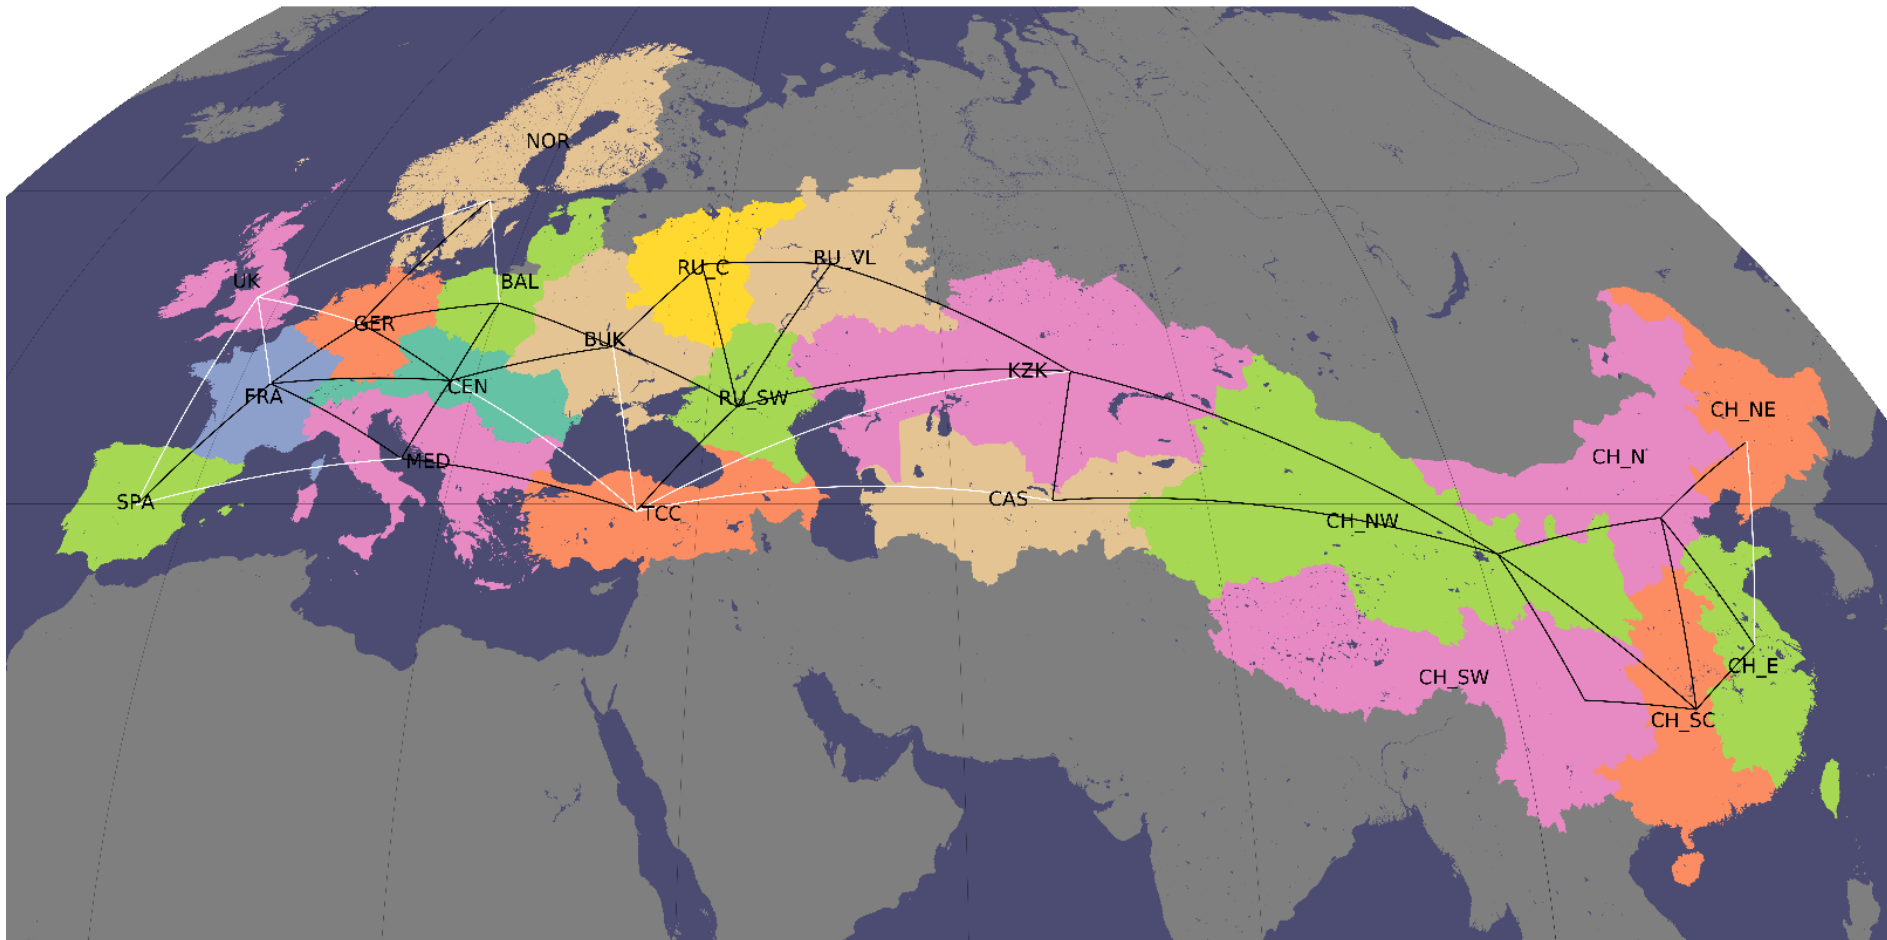 NOR
RU_VL
RU_C
UK
BAL
GER
BUK
KZK
CEN
FRA
RU_SW
CH_NE
CH_N
MED
SPA
CAS
TCC
CH_NW
CH_E
CH_SW
CH_SC